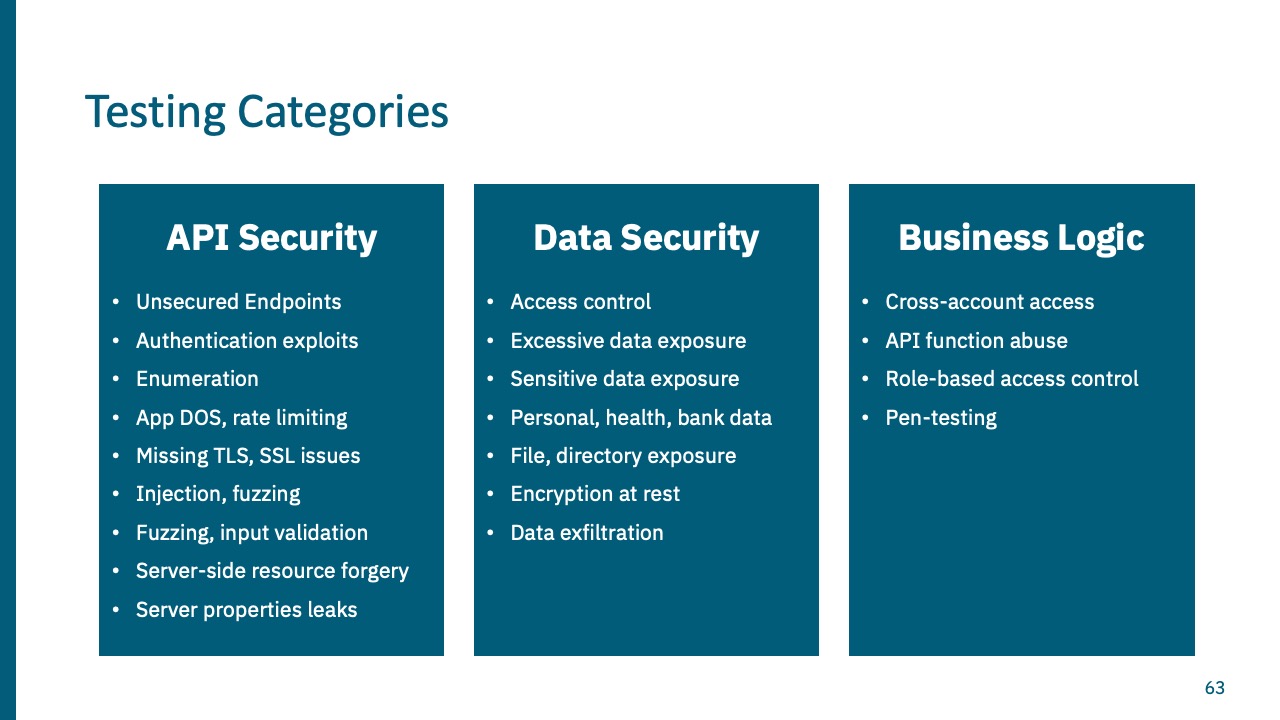 Testing Categories
API Security
• Unsecured Endpoints
• Authentication exploits
• Enumeration
• App DOS, rate limiting
• Missing TLS, SSL issues
• Injection, fuzzing
• Fuzzing, input validation
• Server-side resource forgery
• Server properties leaks
Data Security
• Access control
• Excessive data exposure
• Sensitive data exposure
• Personal, health, bank data
• File, directory exposure
• Encryption at rest
• Data exfiltration
Business Logic
• Cross-account access
• API function abuse
• Role-based access control
• Pen-testing
63